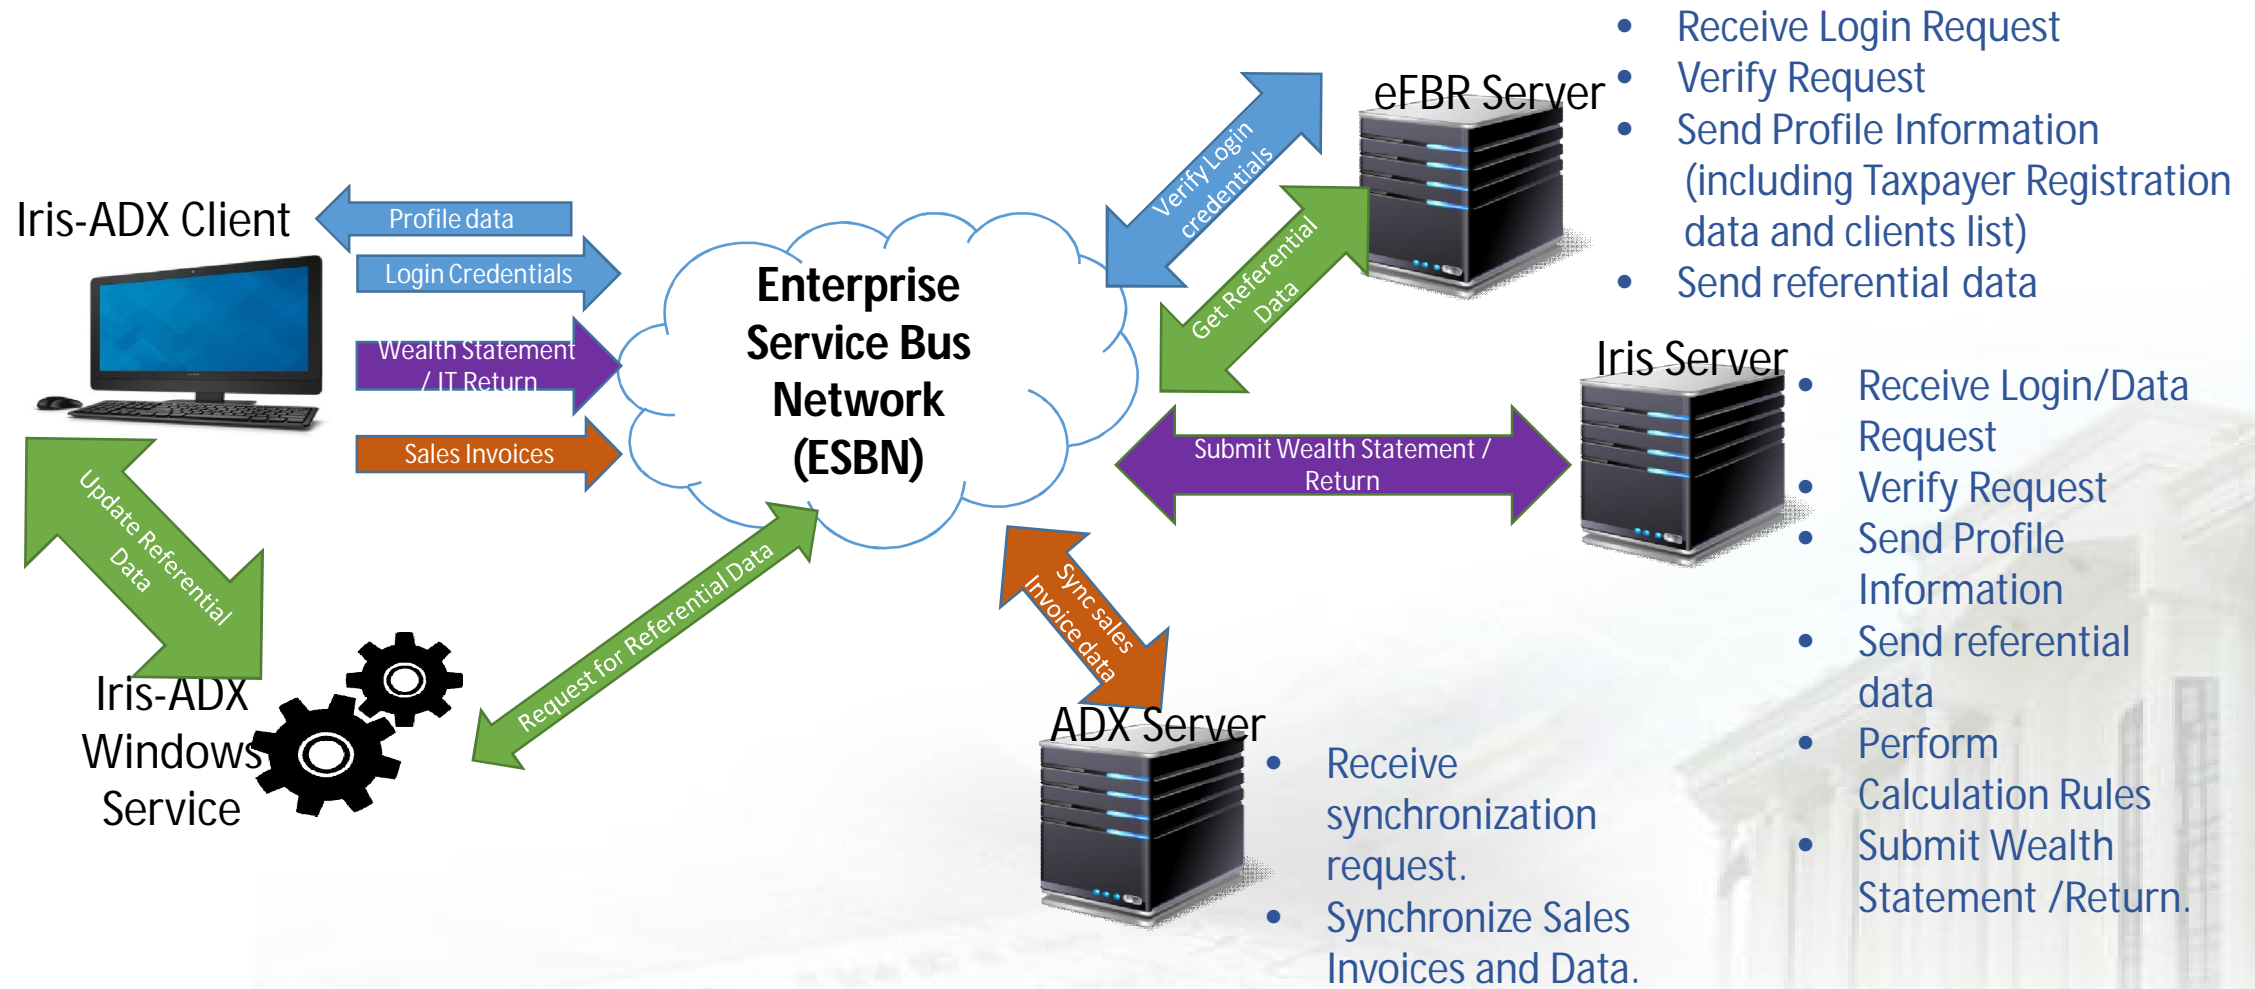 Receive Login Request
Verify Request
Send Profile Information
(including Taxpayer Registration
data and clients list)
Send referential data
eFBR Server
Verify Login
credentials
Get Referential
Data
Iris-ADX Client
Profile data
Login Credentials
Wealth Statement
/ IT Return
Sales Invoices
Enterprise
Service Bus
Network
(ESBN)
Iris Server
Submit Wealth Statement /
Return
Receive Login/Data
Request
Verify Request
Send Profile
Information
Send referential
data
Perform
Calculation Rules
Submit Wealth
Statement /Return.
Update Referential
Data
Request for Referential Data
Sync sales
Invoice data
Iris-ADX
Windows
Service
ADX Server
Receive
synchronization
request.
Synchronize Sales
Invoices and Data.